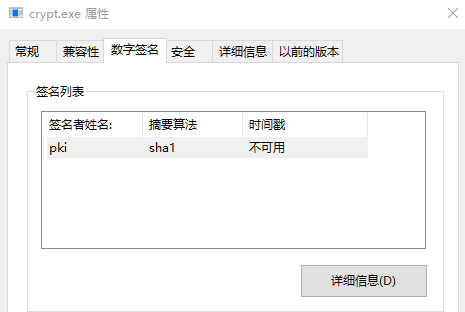 crypt.exe 属性
常规 兼容性 数字签名 安全 详细信息 以前的版本
签名列表
签名者姓名: 摘要算法 时间戳
pki sha1 不可用
详细信息(D)